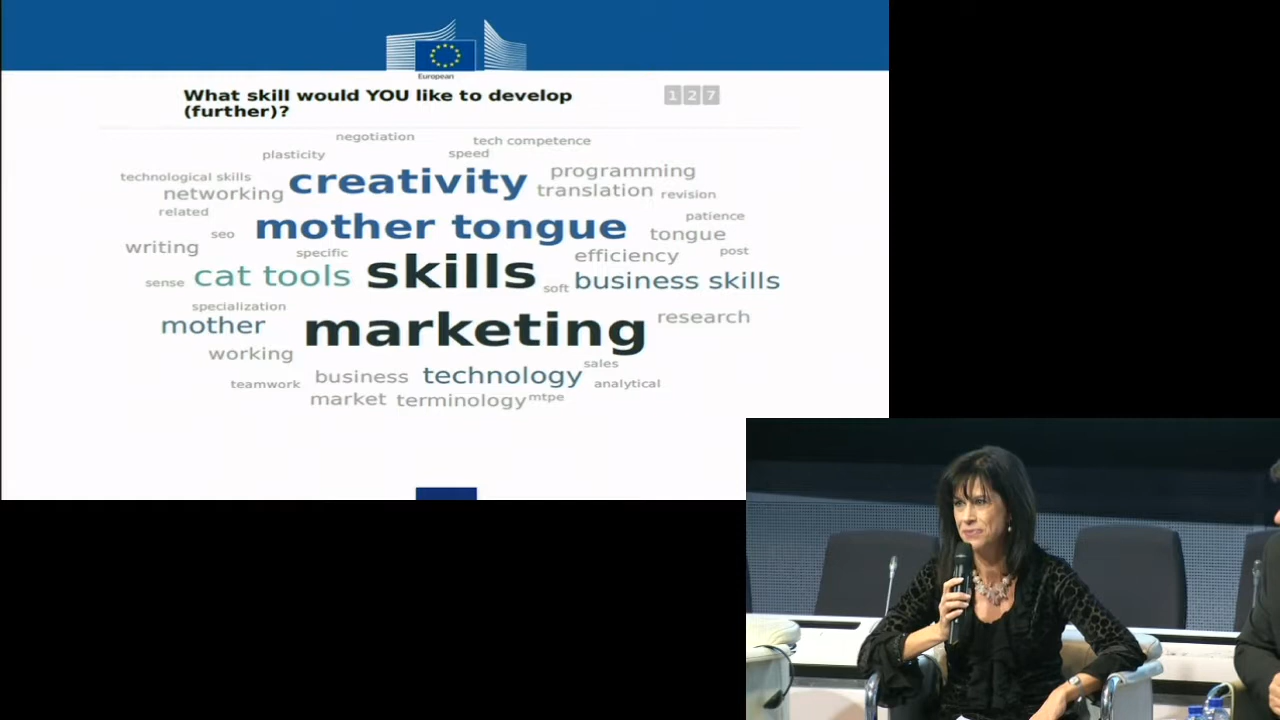 European
What skill would YOU like to develop
(further)?
1 2 7
negotiation
tech competence
plasticity
speed
programming
technological skills
creativity
networking
translation
revision
related
mother tongue
patience
seo
tongue
writing
specific
efficiency
post
cat tools
skills
sense
soft
business skills
specialization
mother
marketing
research
working
sales
teamwork
business
technology
analytical
market
terminology
mtpe